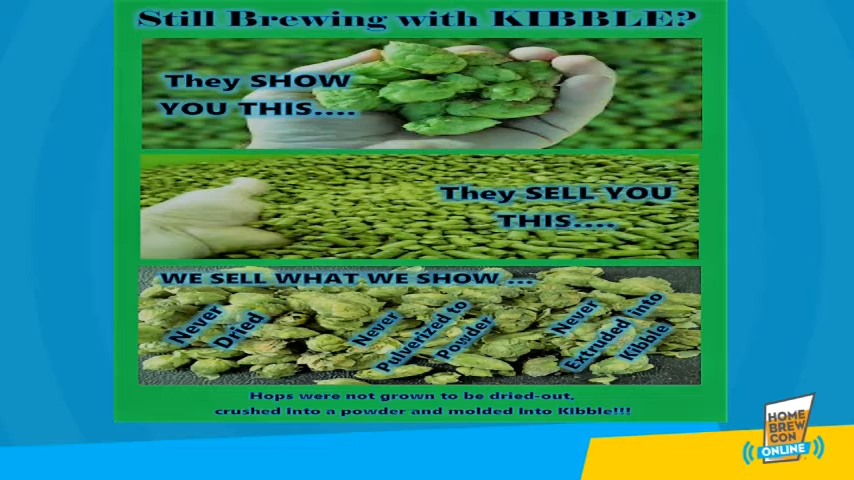 Still Brewing with KIBBLE?
They SHOW
YOU THIS....
They SELL YOU
THIS....
WE SELL WHAT WE SHOW ...
Never
Dried
Never
Pulverized to
Powder
Never
Extruded into
Kibble
Hops were not grown to be dried-out,
crushed into a powder and molded into Kibble!!!
HOME
BREW
CON
ONLINE